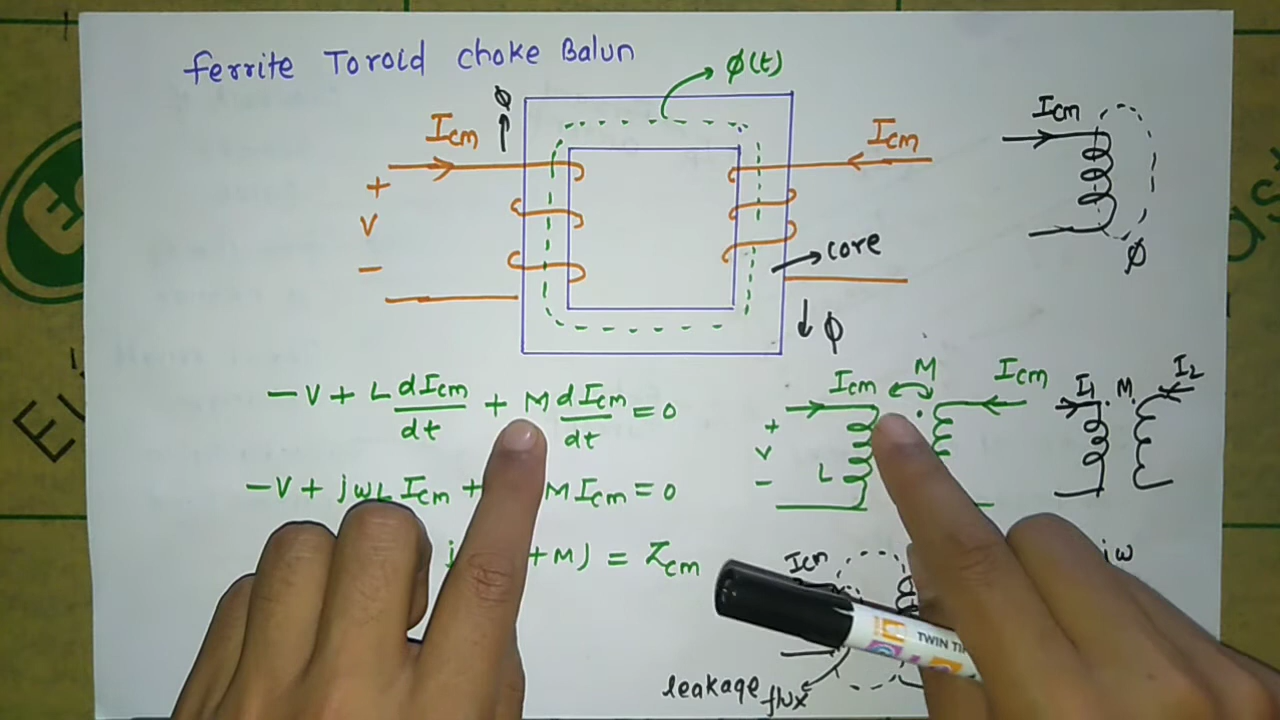 Ferrite Toroid choke Balun
ϕ(t)
ϕ
Icm
Icm
Icm
+
V
−
core
ϕ
ϕ
−V + L dIcm/dt + M dIcm/dt = 0
M
Icm
Icm
I1
M
I2
+
V
−
L
−V + jωL Icm + MIcm = 0
j +M) = Zcm
Icm
jω
leakage flux
TWIN TI